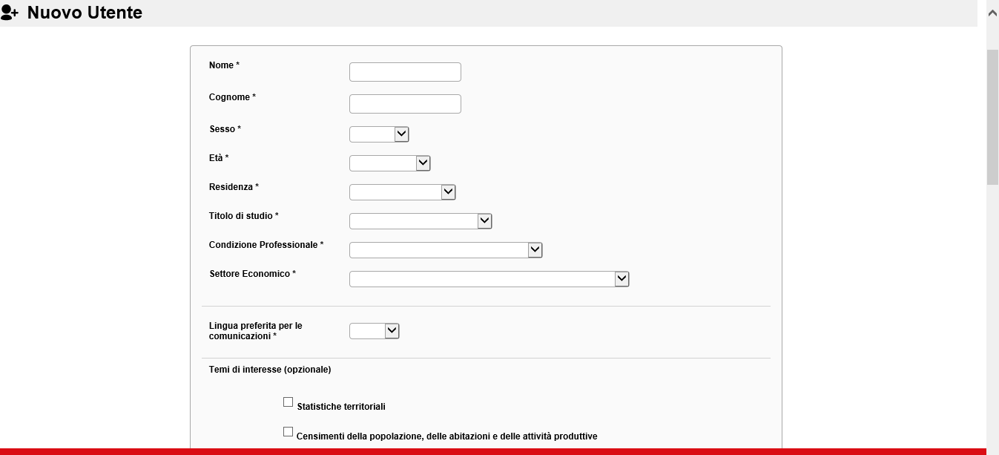 Nuovo Utente
Nome *
Cognome *
Sesso *
Età *
Residenza *
Titolo di studio *
Condizione Professionale *
Settore Economico *
Lingua preferita per le
comunicazioni *
Temi di interesse (opzionale)
Statistiche territoriali
Censimenti della popolazione, delle abitazioni e delle attività produttive